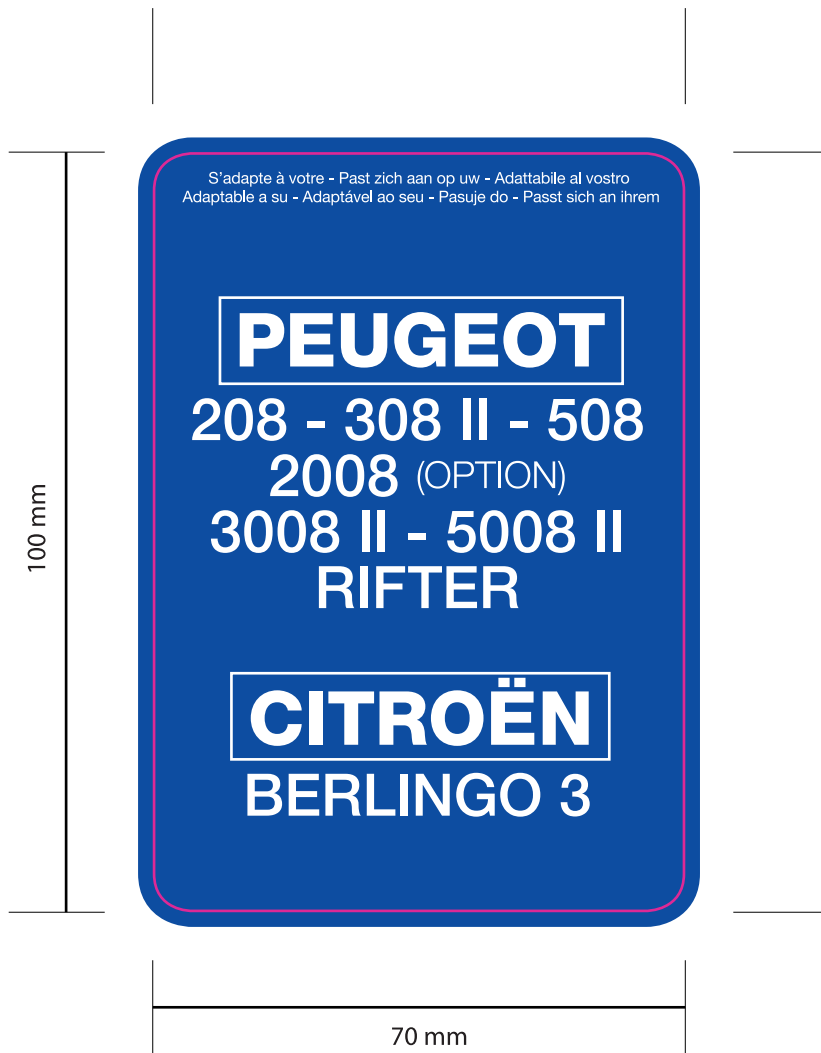 S'adapte à votre - Past zich aan op uw - Adattabile al vostro
Adaptable a su - Adaptável ao seu - Pasuje do - Passt sich an ihrem
PEUGEOT
208 - 308 II - 508
2008 (OPTION)
3008 II - 5008 II
RIFTER
CITROËN
BERLINGO 3
100 mm
70 mm